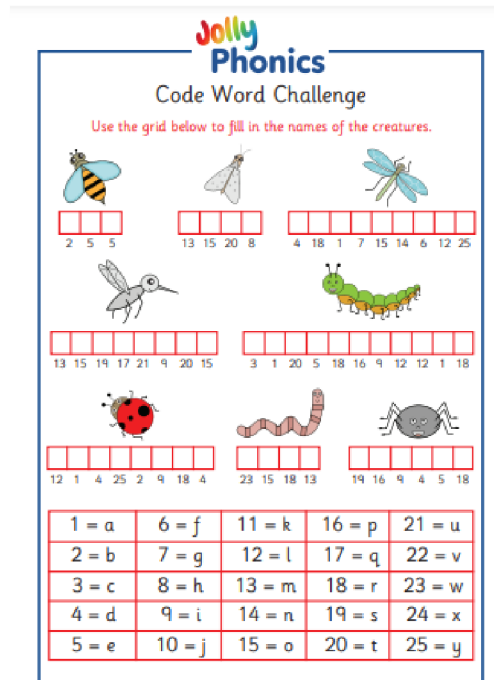 Jolly
Phonics
Code Word Challenge
Use the grid below to fill in the names of the creatures.
2 5 5 13 15 20 8 4 18 1 7 15 14 6 12 25
13 15 19 17 21 9 20 15 3 1 20 5 18 16 9 12 12 1 18
12 1 4 25 2 9 18 4 23 15 18 13 19 16 9 4 5 18
1 = a 6 = f 11 = k 16 = p 21 = u
2 = b 7 = g 12 = l 17 = q 22 = v
3 = c 8 = h 13 = m 18 = r 23 = w
4 = d 9 = i 14 = n 19 = s 24 = x
5 = e 10 = j 15 = o 20 = t 25 = y